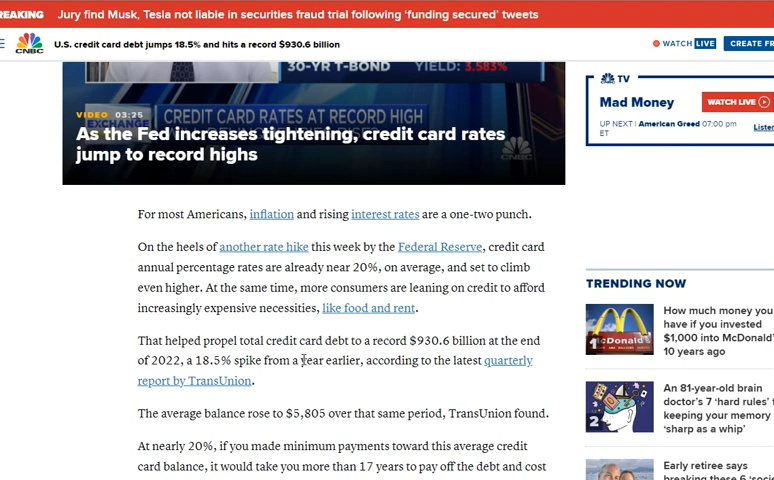 REAKING Jury find Musk, Tesla not liable in securities fraud trial following ‘funding secured’ tweets
CNBC
U.S. credit card debt jumps 18.5% and hits a record $930.6 billion
WATCH LIVE
CREATE FR
30-YR T-BOND YIELD: 3.583%
VIDEO 03:25
EXCHANGE
CREDIT CARD RATES AT RECORD HIGH
As the Fed increases tightening, credit card rates
jump to record highs
CNBC
For most Americans, inflation and rising interest rates are a one-two punch.
On the heels of another rate hike this week by the Federal Reserve, credit card
annual percentage rates are already near 20%, on average, and set to climb
even higher. At the same time, more consumers are leaning on credit to afford
increasingly expensive necessities, like food and rent.
That helped propel total credit card debt to a record $930.6 billion at the end
of 2022, a 18.5% spike from a year earlier, according to the latest quarterly
report by TransUnion.
The average balance rose to $5,805 over that same period, TransUnion found.
At nearly 20%, if you made minimum payments toward this average credit
card balance, it would take you more than 17 years to pay off the debt and cost
TV
Mad Money
WATCH LIVE
UP NEXT | American Greed 07:00 pm
ET
Listen
TRENDING NOW
1
How much money you
have if you invested
$1,000 into McDonald’
10 years ago
McDonald's
2
An 81-year-old brain
doctor’s 7 ‘hard rules’ f
keeping your memory
‘sharp as a whip’
Early retiree says
breaking these 6 ‘socie